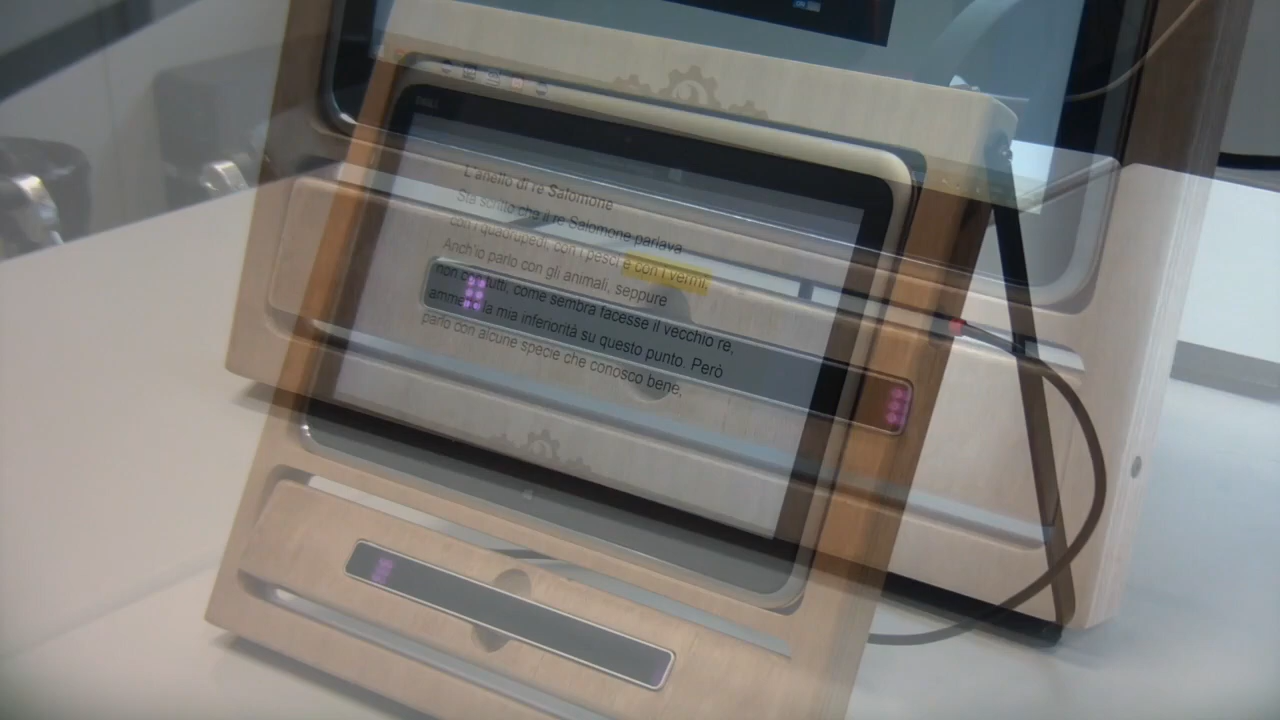 DELL
L'anello di re Salomone
Sta scritto che il re Salomone parlava
con i quadrupedi, con i pesci e con i vermi,
Anch'io parlo con gli animali, seppure
non con tutti, come sembra facesse il vecchio re,
ammetto la mia inferiorità su questo punto. Però
parlo con alcune specie che conosco bene,